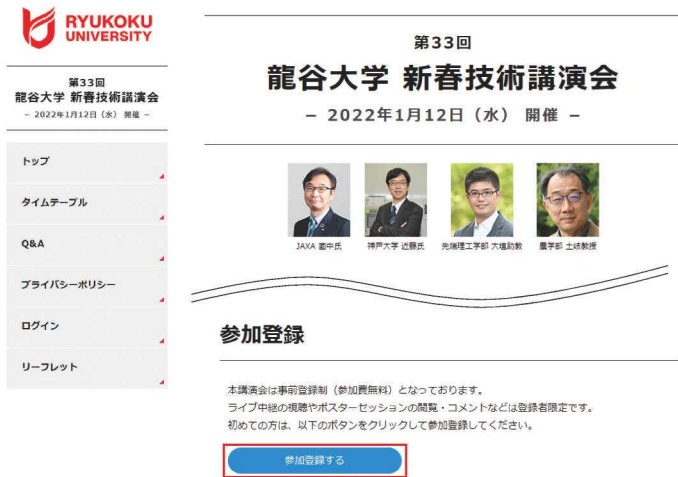 RYUKOKU
UNIVERSITY
第33回
龍谷大学 新春技術講演会
– 2022年1月12日（水） 開催 –
トップ
タイムテーブル
Q&A
プライバシーポリシー
ログイン
リーフレット
第33回
龍谷大学 新春技術講演会
– 2022年1月12日（水） 開催 –
JAXA 國中氏
神戸大学 近藤氏
先端理工学部 大塩助教
農学部 土岐教授
参加登録
本講演会は事前登録制（参加費無料）となっております。
ライブ中継の視聴やポスターセッションの閲覧・コメントなどは登録者限定です。
初めての方は、以下のボタンをクリックして参加登録してください。
参加登録する